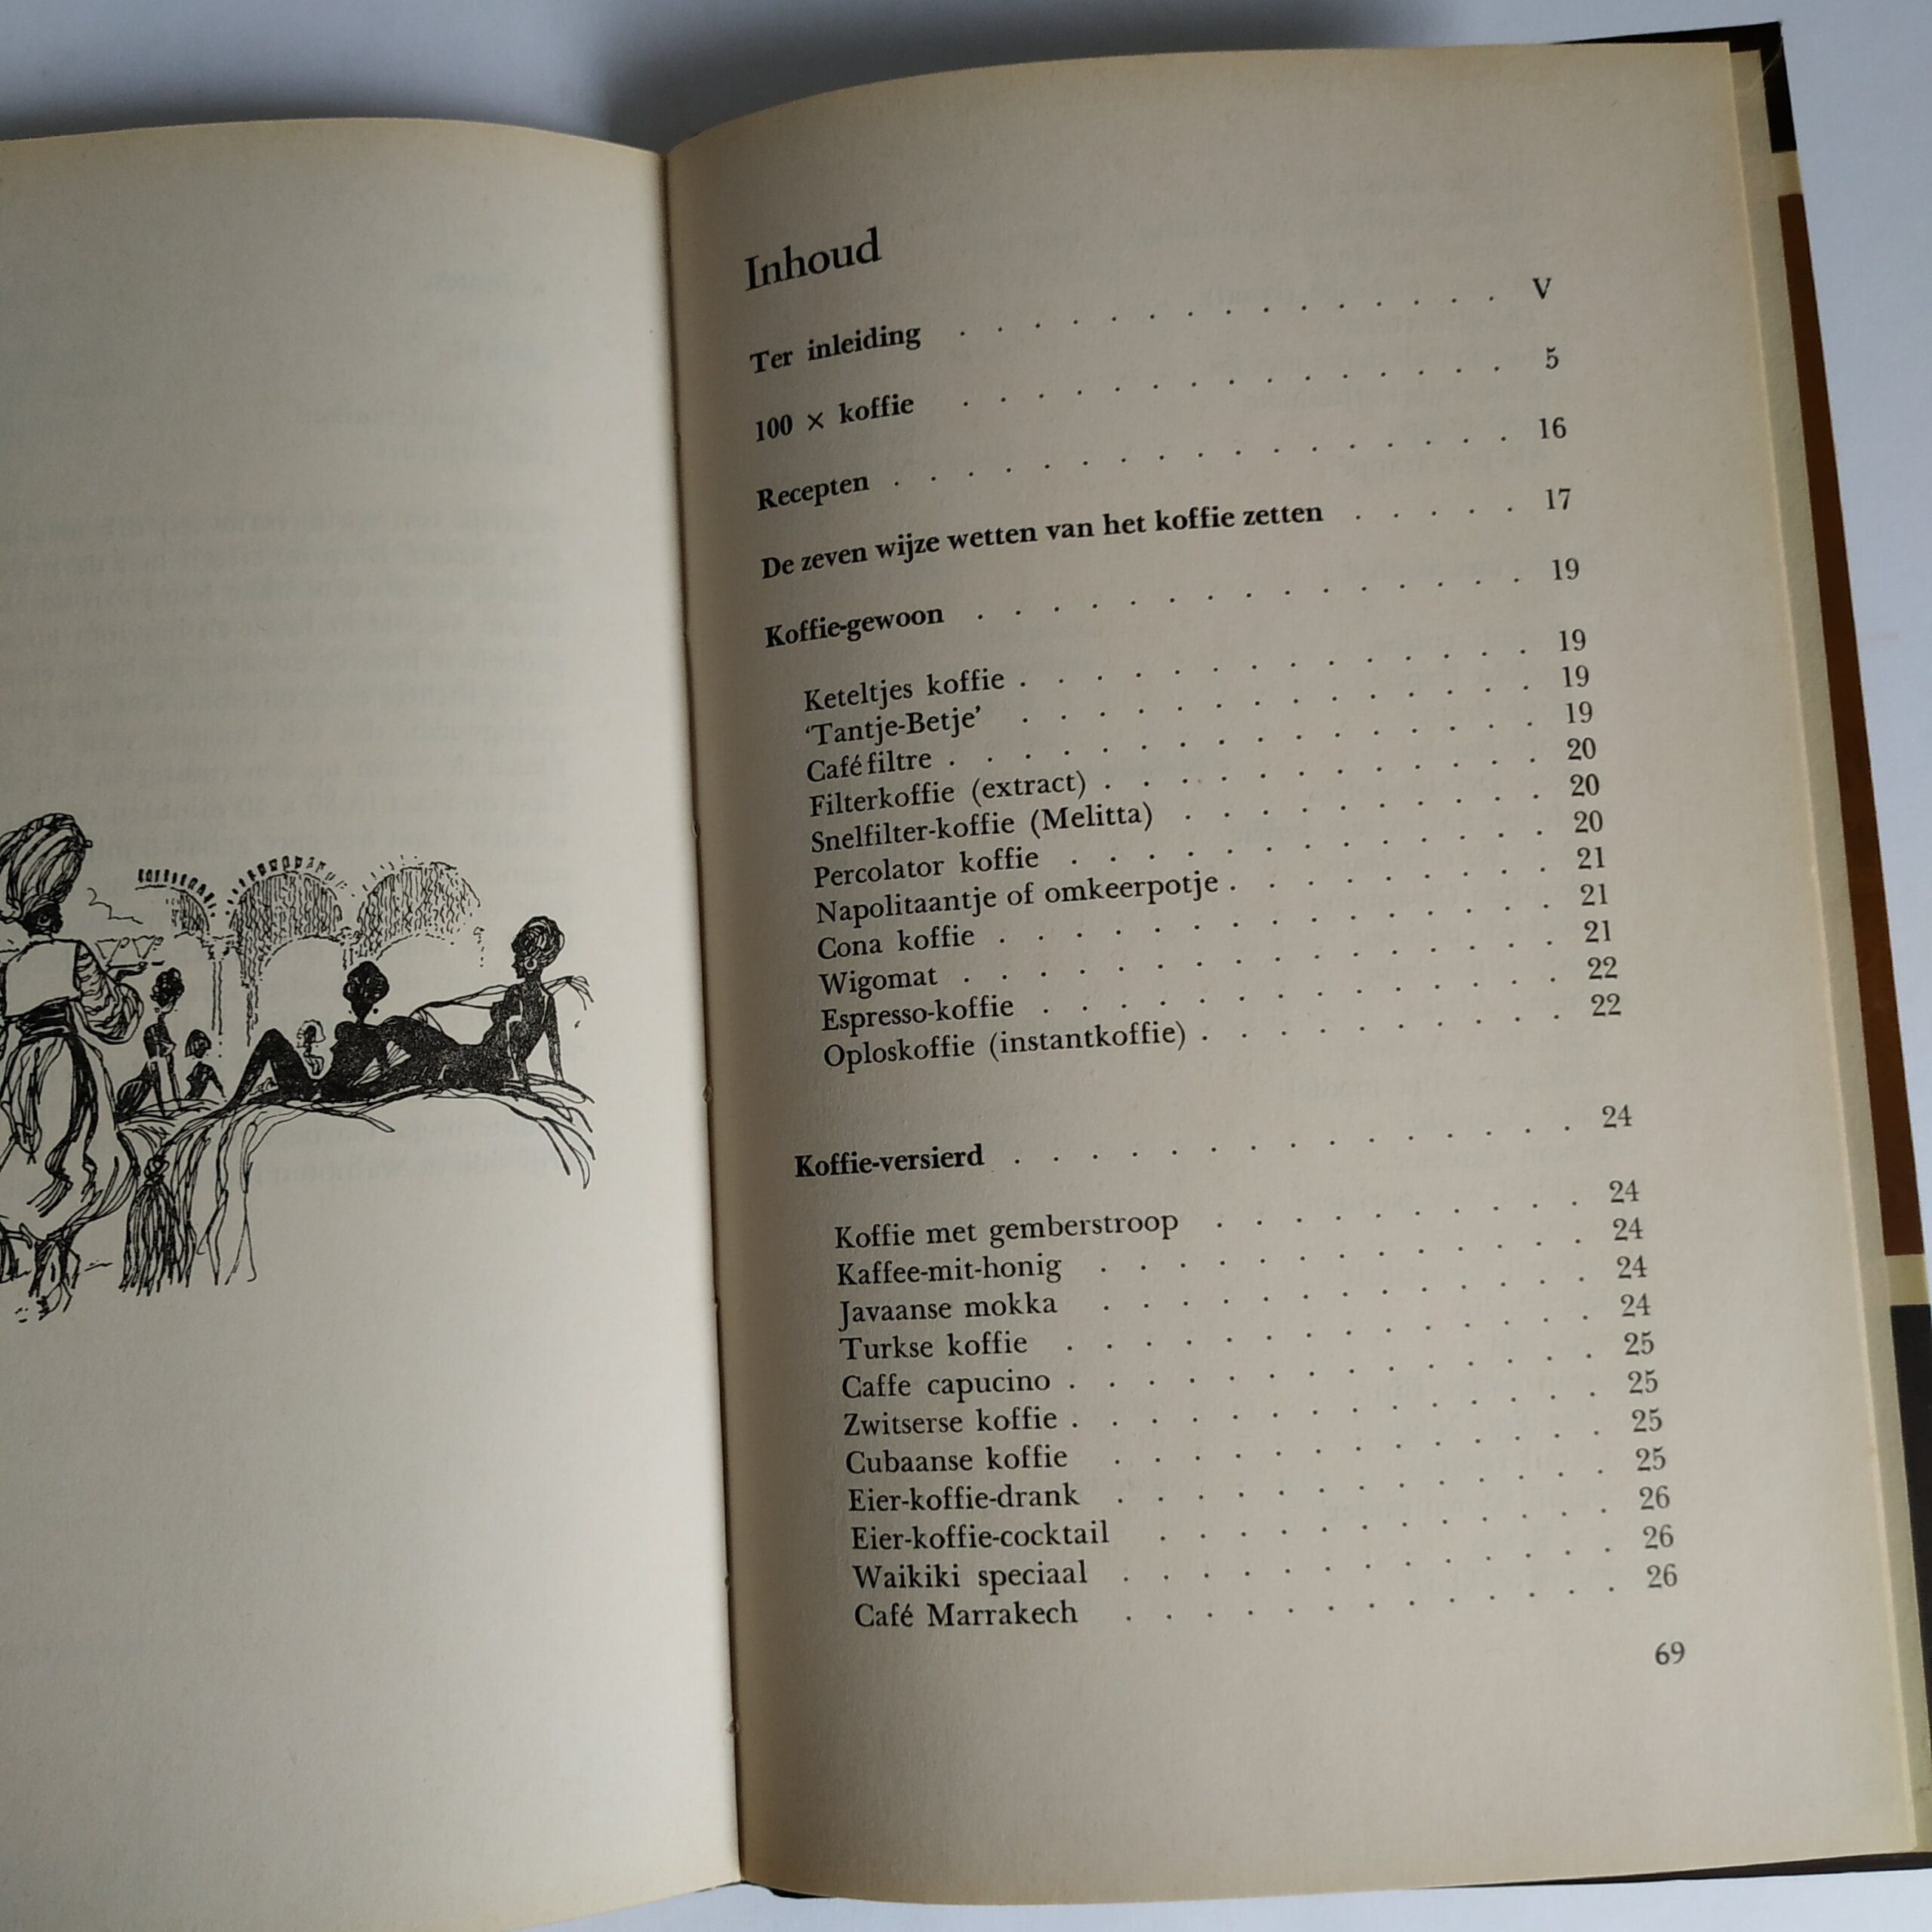 Inhoud
Ter inleiding . . . . . . . . . . . . . . . V
100 × koffie . . . . . . . . . . . . . . . 5
Recepten . . . . . . . . . . . . . . . . . 16
De zeven wijze wetten van het koffie zetten . . . . . 17
Koffie-gewoon . . . . . . . . . . . . . . . 19
Keteltjes koffie . . . . . . . . . . . . . . 19
‘Tantje-Betje’ . . . . . . . . . . . . . . 19
Café filtre . . . . . . . . . . . . . . . . 19
Filterkoffie (extract) . . . . . . . . . . . . 20
Snelfilter-koffie (Melitta) . . . . . . . . . . 20
Percolator koffie . . . . . . . . . . . . . 20
Napolitaantje of omkeerpotje . . . . . . . . . 21
Cona koffie . . . . . . . . . . . . . . . 21
Wigomat . . . . . . . . . . . . . . . . 21
Espresso-koffie . . . . . . . . . . . . . . 22
Oploskoffie (instantkoffie) . . . . . . . . . . 22
Koffie-versierd . . . . . . . . . . . . . . . 24
Koffie met gemberstroop . . . . . . . . . . 24
Kaffee-mit-honig . . . . . . . . . . . . . 24
Javaanse mokka . . . . . . . . . . . . . 24
Turkse koffie . . . . . . . . . . . . . . 24
Caffe capucino . . . . . . . . . . . . . . 25
Zwitserse koffie . . . . . . . . . . . . . . 25
Cubaanse koffie . . . . . . . . . . . . . 25
Eier-koffie-drank . . . . . . . . . . . . . 25
Eier-koffie-cocktail . . . . . . . . . . . . 26
Waikiki speciaal . . . . . . . . . . . . . 26
Café Marrakech . . . . . . . . . . . . . 26
69